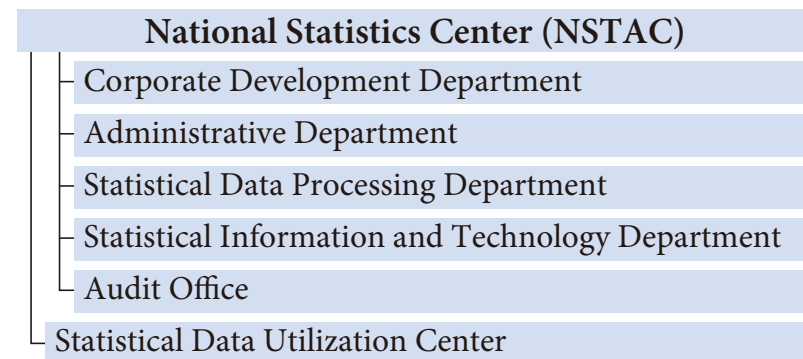 National Statistics Center (NSTAC)
Corporate Development Department
Administrative Department
Statistical Data Processing Department
Statistical Information and Technology Department
Audit Office
Statistical Data Utilization Center